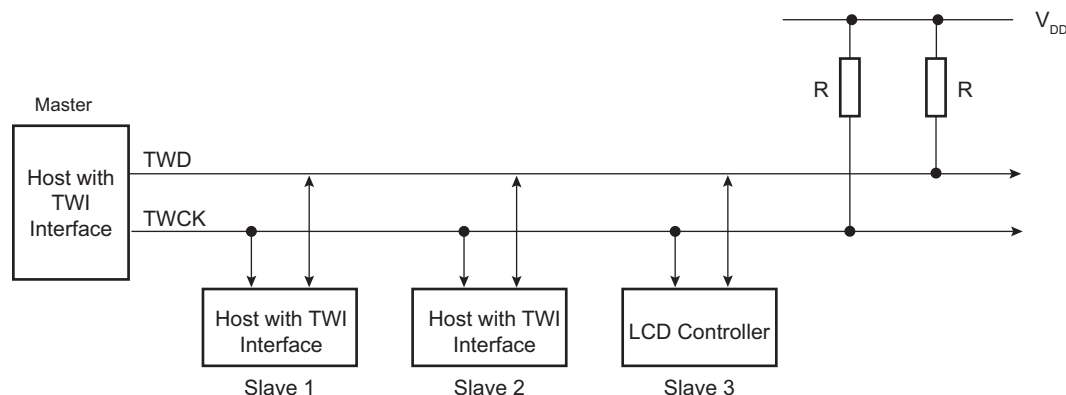 V_DD
R
R
Master
Host with
TWI
Interface
TWD
TWCK
Host with TWI
Interface
Slave 1
Host with TWI
Interface
Slave 2
LCD Controller
Slave 3